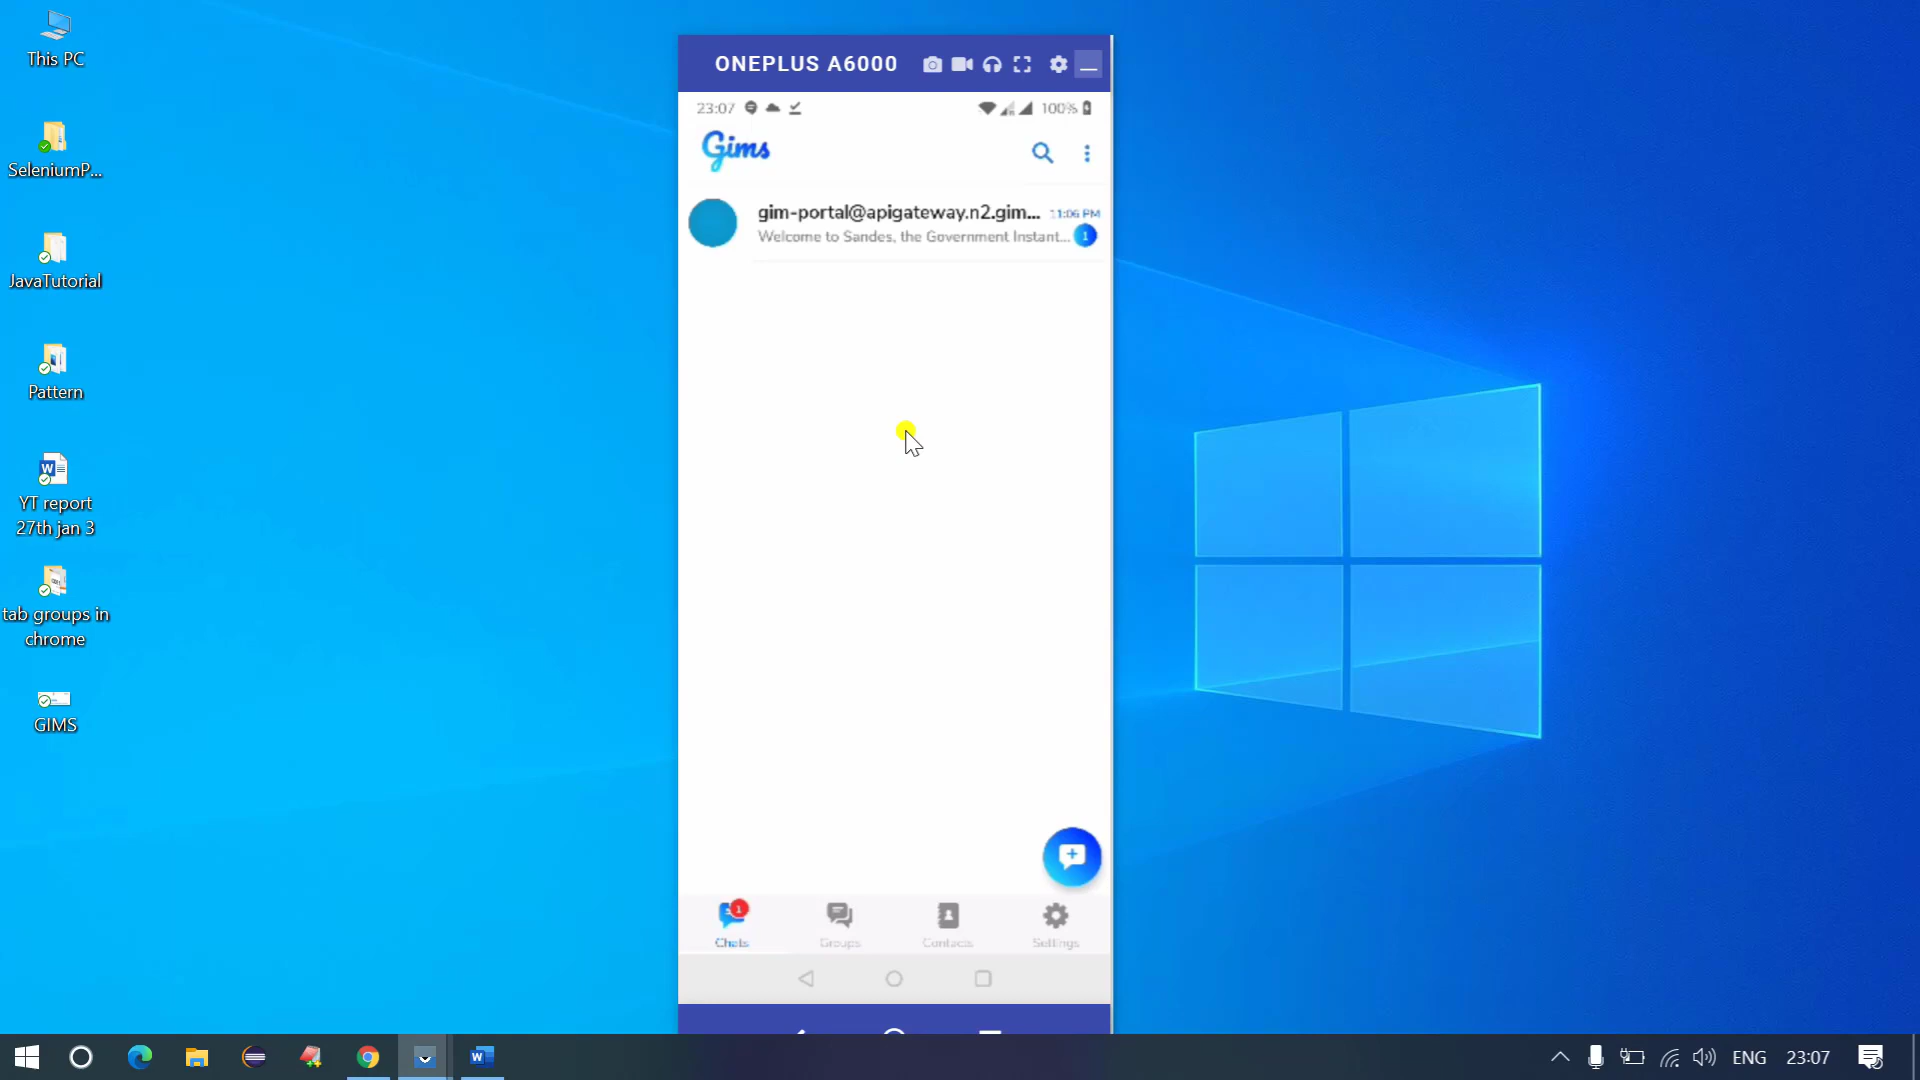 This PC
SeleniumP...
JavaTutorial
Pattern
YT report
27th jan 3
tab groups in
chrome
GIMS
ONEPLUS A6000
23:07
100%
Gims
gim-portal@apigateway.n2.gim...
11:06 PM
Welcome to Sandes, the Government Instant...
1
1
Chats
Groups
Contacts
Settings
ENG
23:07